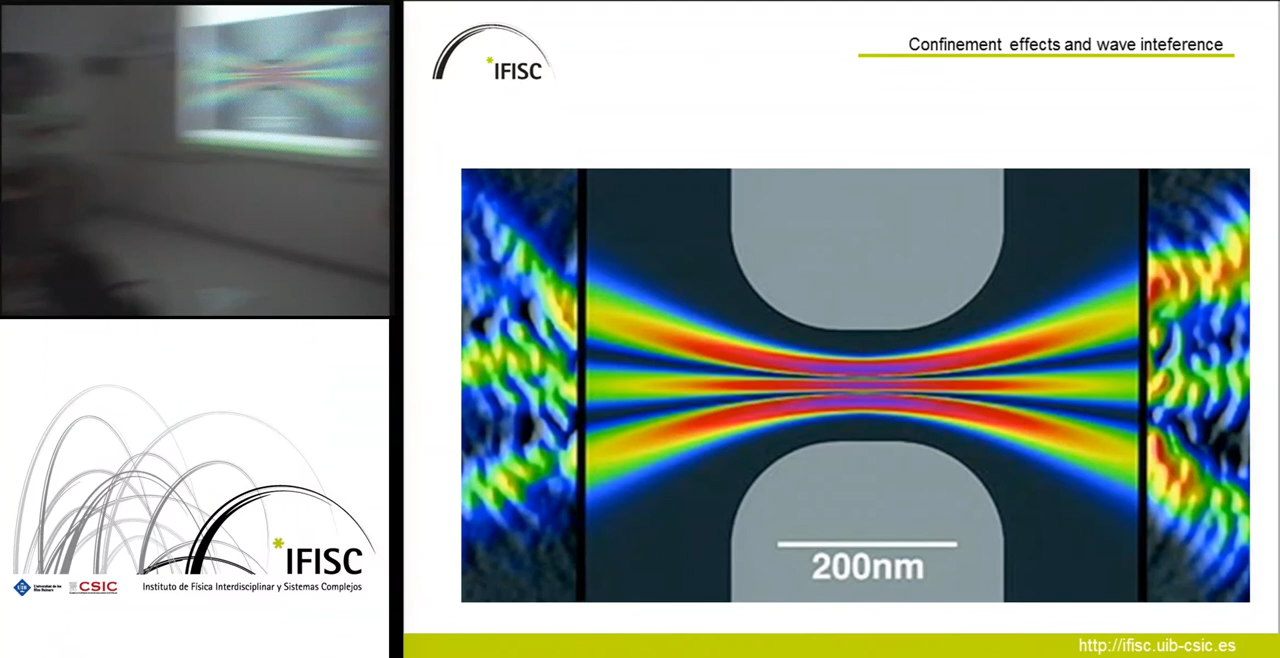 *IFISC
Confinement effects and wave inteference
200nm
*IFISC
UIB
CSIC
Instituto de Física Interdisciplinar y Sistemas Complejos
http://ifisc.uib-csic.es